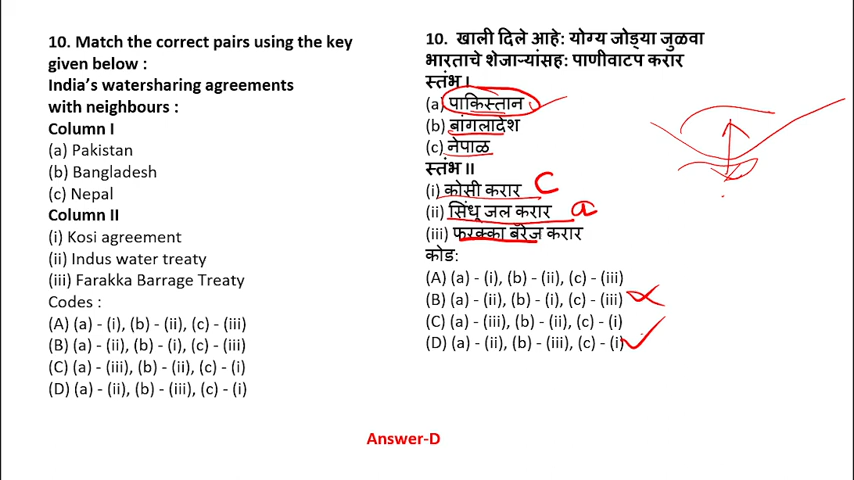 10. Match the correct pairs using the key
given below :
India's watersharing agreements
with neighbours :
Column I
(a) Pakistan
(b) Bangladesh
(c) Nepal
Column II
(i) Kosi agreement
(ii) Indus water treaty
(iii) Farakka Barrage Treaty
Codes :
(A) (a) - (i), (b) - (ii), (c) - (iii)
(B) (a) - (ii), (b) - (i), (c) - (iii)
(C) (a) - (iii), (b) - (ii), (c) - (i)
(D) (a) - (ii), (b) - (iii), (c) - (i)
10. खाली दिले आहे: योग्य जोड्या जुळवा
भारताचे शेजाऱ्यांसह: पाणीवाटप करार
स्तंभ I
(a) पाकिस्तान
(b) बांगलादेश
(c) नेपाळ
स्तंभ II
(i) कोसी करार C
(ii) सिंधू जल करार a
(iii) फरक्का बॅरेज करार
कोड:
(A) (a) - (i), (b) - (ii), (c) - (iii)
(B) (a) - (ii), (b) - (i), (c) - (iii)
(C) (a) - (iii), (b) - (ii), (c) - (i)
(D) (a) - (ii), (b) - (iii), (c) - (i)
Answer-D